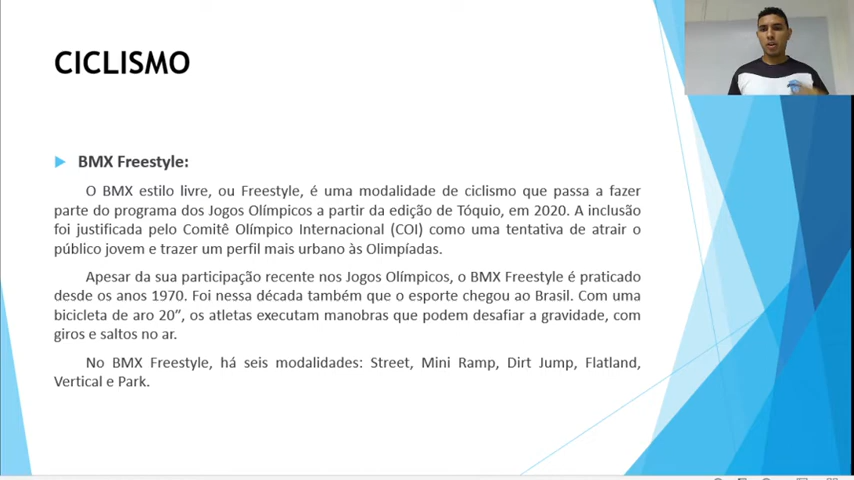 CICLISMO
BMX Freestyle:
O BMX estilo livre, ou Freestyle, é uma modalidade de ciclismo que passa a fazer
parte do programa dos Jogos Olímpicos a partir da edição de Tóquio, em 2020. A inclusão
foi justificada pelo Comitê Olímpico Internacional (COI) como uma tentativa de atrair o
público jovem e trazer um perfil mais urbano às Olimpíadas.
Apesar da sua participação recente nos Jogos Olímpicos, o BMX Freestyle é praticado
desde os anos 1970. Foi nessa década também que o esporte chegou ao Brasil. Com uma
bicicleta de aro 20”, os atletas executam manobras que podem desafiar a gravidade, com
giros e saltos no ar.
No BMX Freestyle, há seis modalidades: Street, Mini Ramp, Dirt Jump, Flatland,
Vertical e Park.